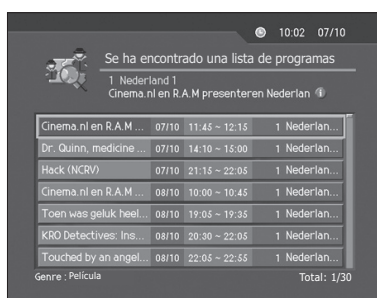 10:02 07/10
Se ha encontrado una lista de programas
1 Nederland 1
Cinema.nl en R.A.M presenteren Nederlan
Cinema.nl en R.A.M ... 07/10 11:45 ~ 12:15 1 Nederlan...
Dr. Quinn, medicine ... 07/10 14:10 ~ 15:00 1 Nederlan...
Hack (NCRV) 07/10 21:15 ~ 22:05 1 Nederlan...
Cinema.nl en R.A.M ... 08/10 10:00 ~ 10:45 1 Nederlan...
Toen was geluk heel... 08/10 19:05 ~ 19:35 1 Nederlan...
KRO Detectives: Ins... 08/10 20:30 ~ 22:05 1 Nederlan...
Touched by an angel... 08/10 22:05 ~ 22:55 1 Nederlan...
Genre : Película Total: 1/30